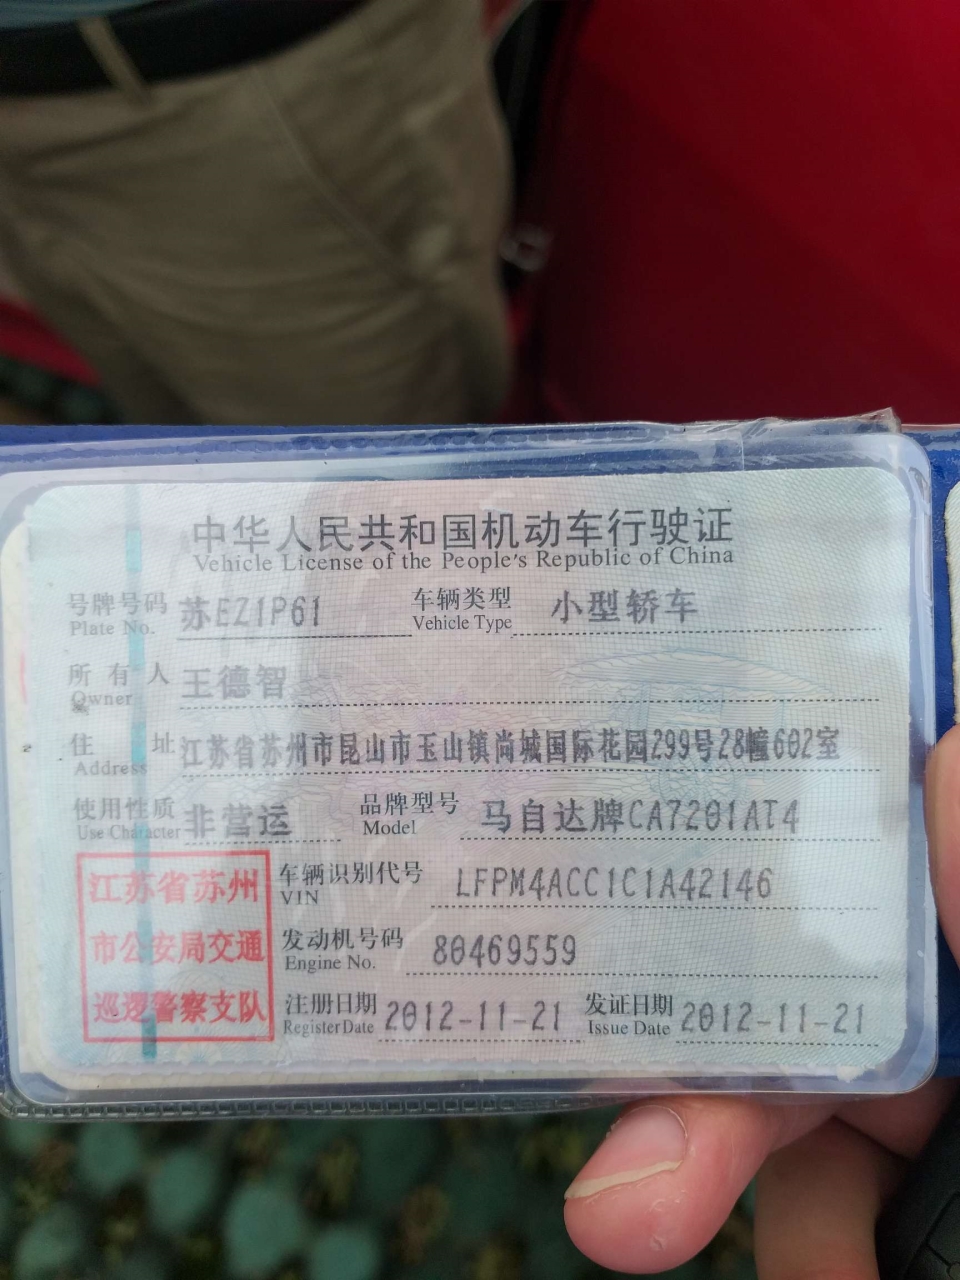 中华人民共和国机动车行驶证
Vehicle License of the People's Republic of China
号牌号码 苏EZ1P61 车辆类型 小型轿车
Plate No. Vehicle Type
所有人 王德智
Owner
住址 江苏省苏州市昆山市玉山镇尚城国际花园299号28幢602室
Address
使用性质 非营运 品牌型号 马自达牌CA7201AT4
Use Character Model
江苏省苏州
市公安局交通
巡逻警察支队
车辆识别代号 LFPM4ACC1C1A42146
VIN
发动机号码 80469559
Engine No.
注册日期 2012-11-21 发证日期 2012-11-21
Register Date Issue Date